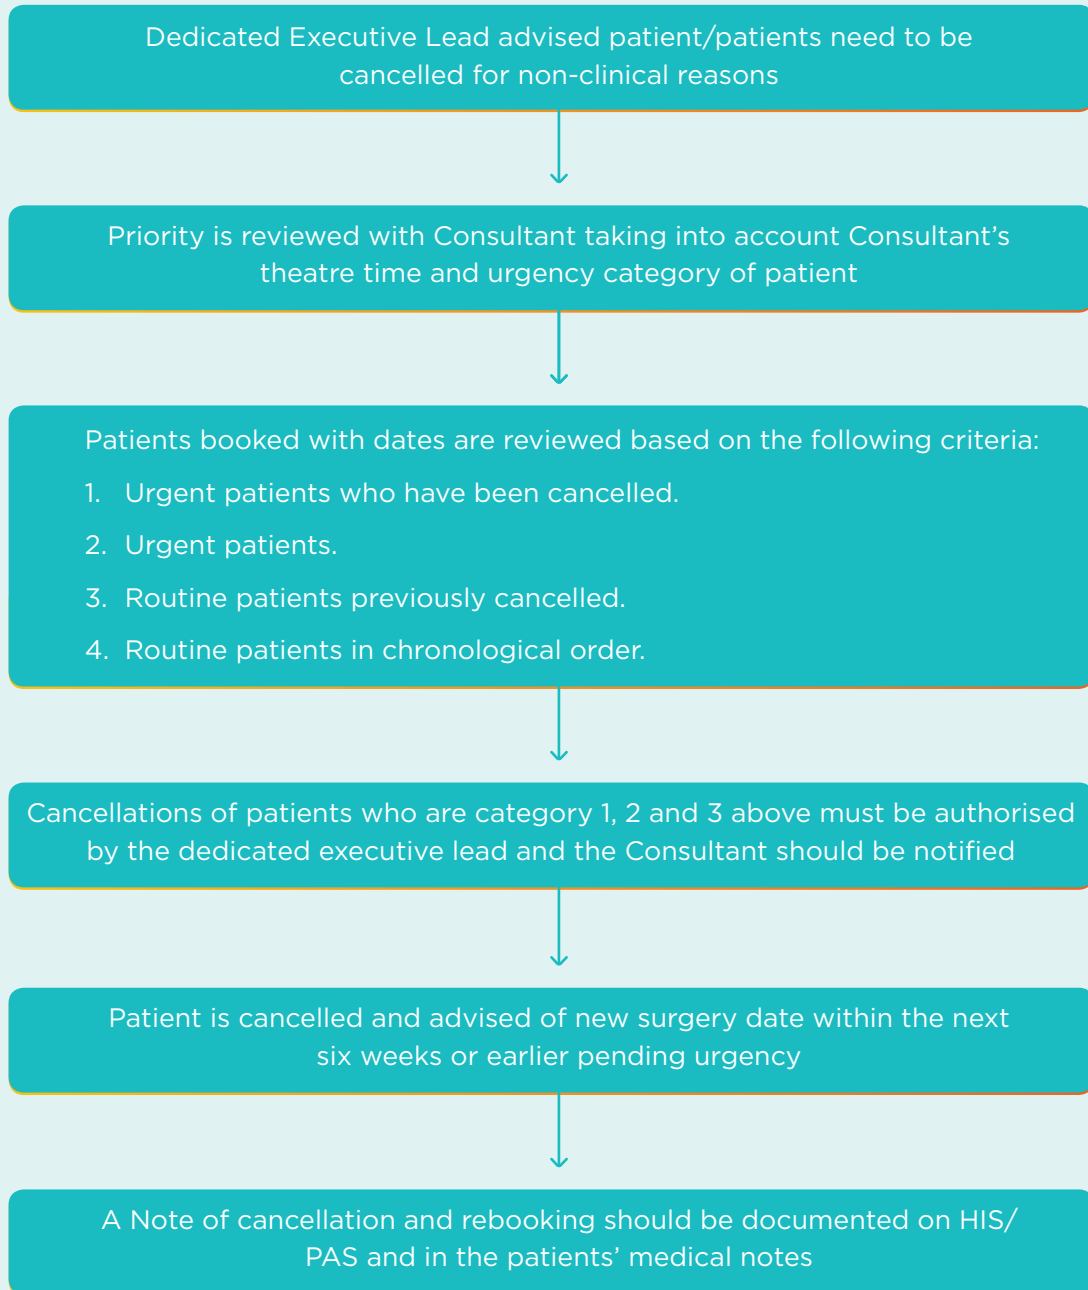 Dedicated Executive Lead advised patient/patients need to be
cancelled for non-clinical reasons
Priority is reviewed with Consultant taking into account Consultant’s
theatre time and urgency category of patient
Patients booked with dates are reviewed based on the following criteria:
1. Urgent patients who have been cancelled.
2. Urgent patients.
3. Routine patients previously cancelled.
4. Routine patients in chronological order.
Cancellations of patients who are category 1, 2 and 3 above must be authorised
by the dedicated executive lead and the Consultant should be notified
Patient is cancelled and advised of new surgery date within the next
six weeks or earlier pending urgency
A Note of cancellation and rebooking should be documented on HIS/
PAS and in the patients’ medical notes